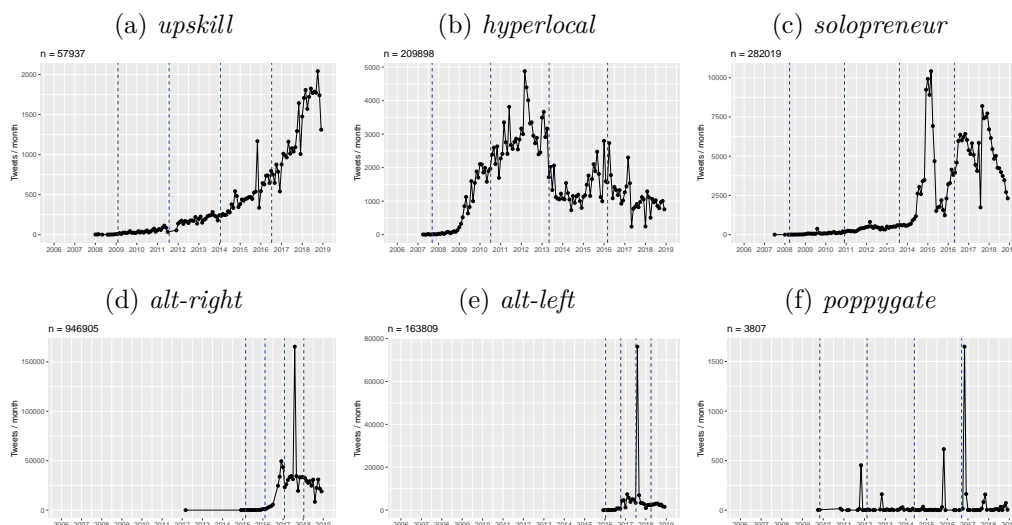 (a) upskill
n = 57937
Tweets / month
2000
1500
1000
500
0
2006 2007 2008 2009 2010 2011 2012 2013 2014 2015 2016 2017 2018 2019
(b) hyperlocal
n = 209898
Tweets / month
5000
4000
3000
2000
1000
0
2006 2007 2008 2009 2010 2011 2012 2013 2014 2015 2016 2017 2018 2019
(c) solopreneur
n = 282019
Tweets / month
10000
7500
5000
2500
0
2006 2007 2008 2009 2010 2011 2012 2013 2014 2015 2016 2017 2018 201
(d) alt-right
n = 946905
Tweets / month
150000
100000
50000
0
2006 2007 2008 2009 2010 2011 2012 2013 2014 2015 2016 2017 2018 2019
(e) alt-left
n = 163809
Tweets / month
80000
60000
40000
20000
0
2006 2007 2008 2009 2010 2011 2012 2013 2014 2015 2016 2017 2018 2019
(f) poppygate
n = 3807
Tweets / month
1500
1000
500
0
2006 2007 2008 2009 2010 2011 2012 2013 2014 2015 2016 2017 2018 201